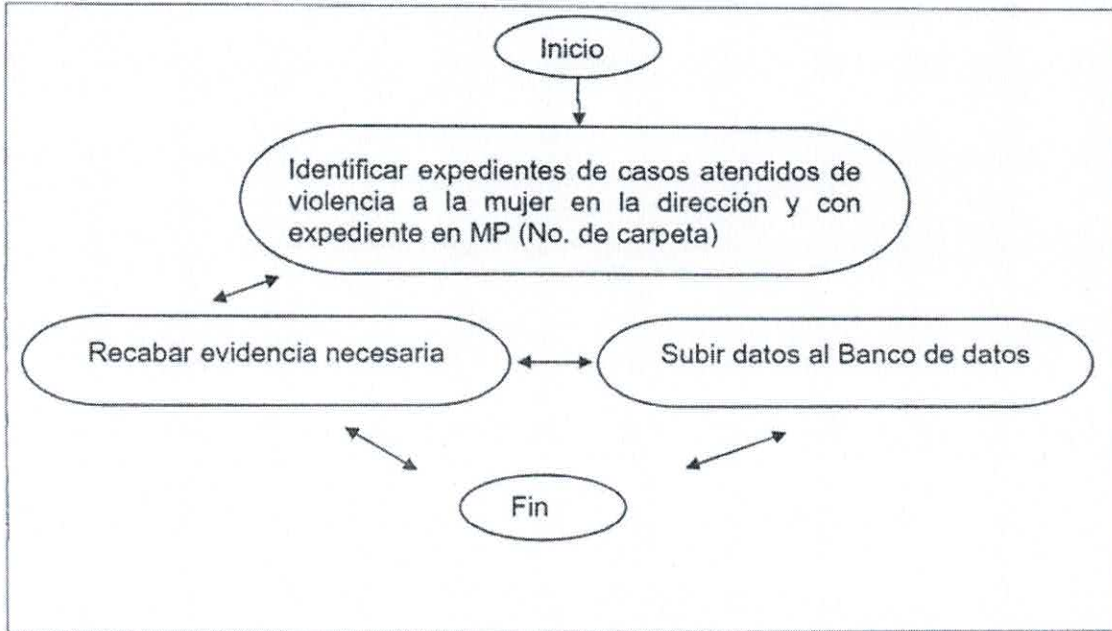 Inicio
Identificar expedientes de casos atendidos de
violencia a la mujer en la dirección y con
expediente en MP (No. de carpeta)
Recabar evidencia necesaria
Subir datos al Banco de datos
Fin